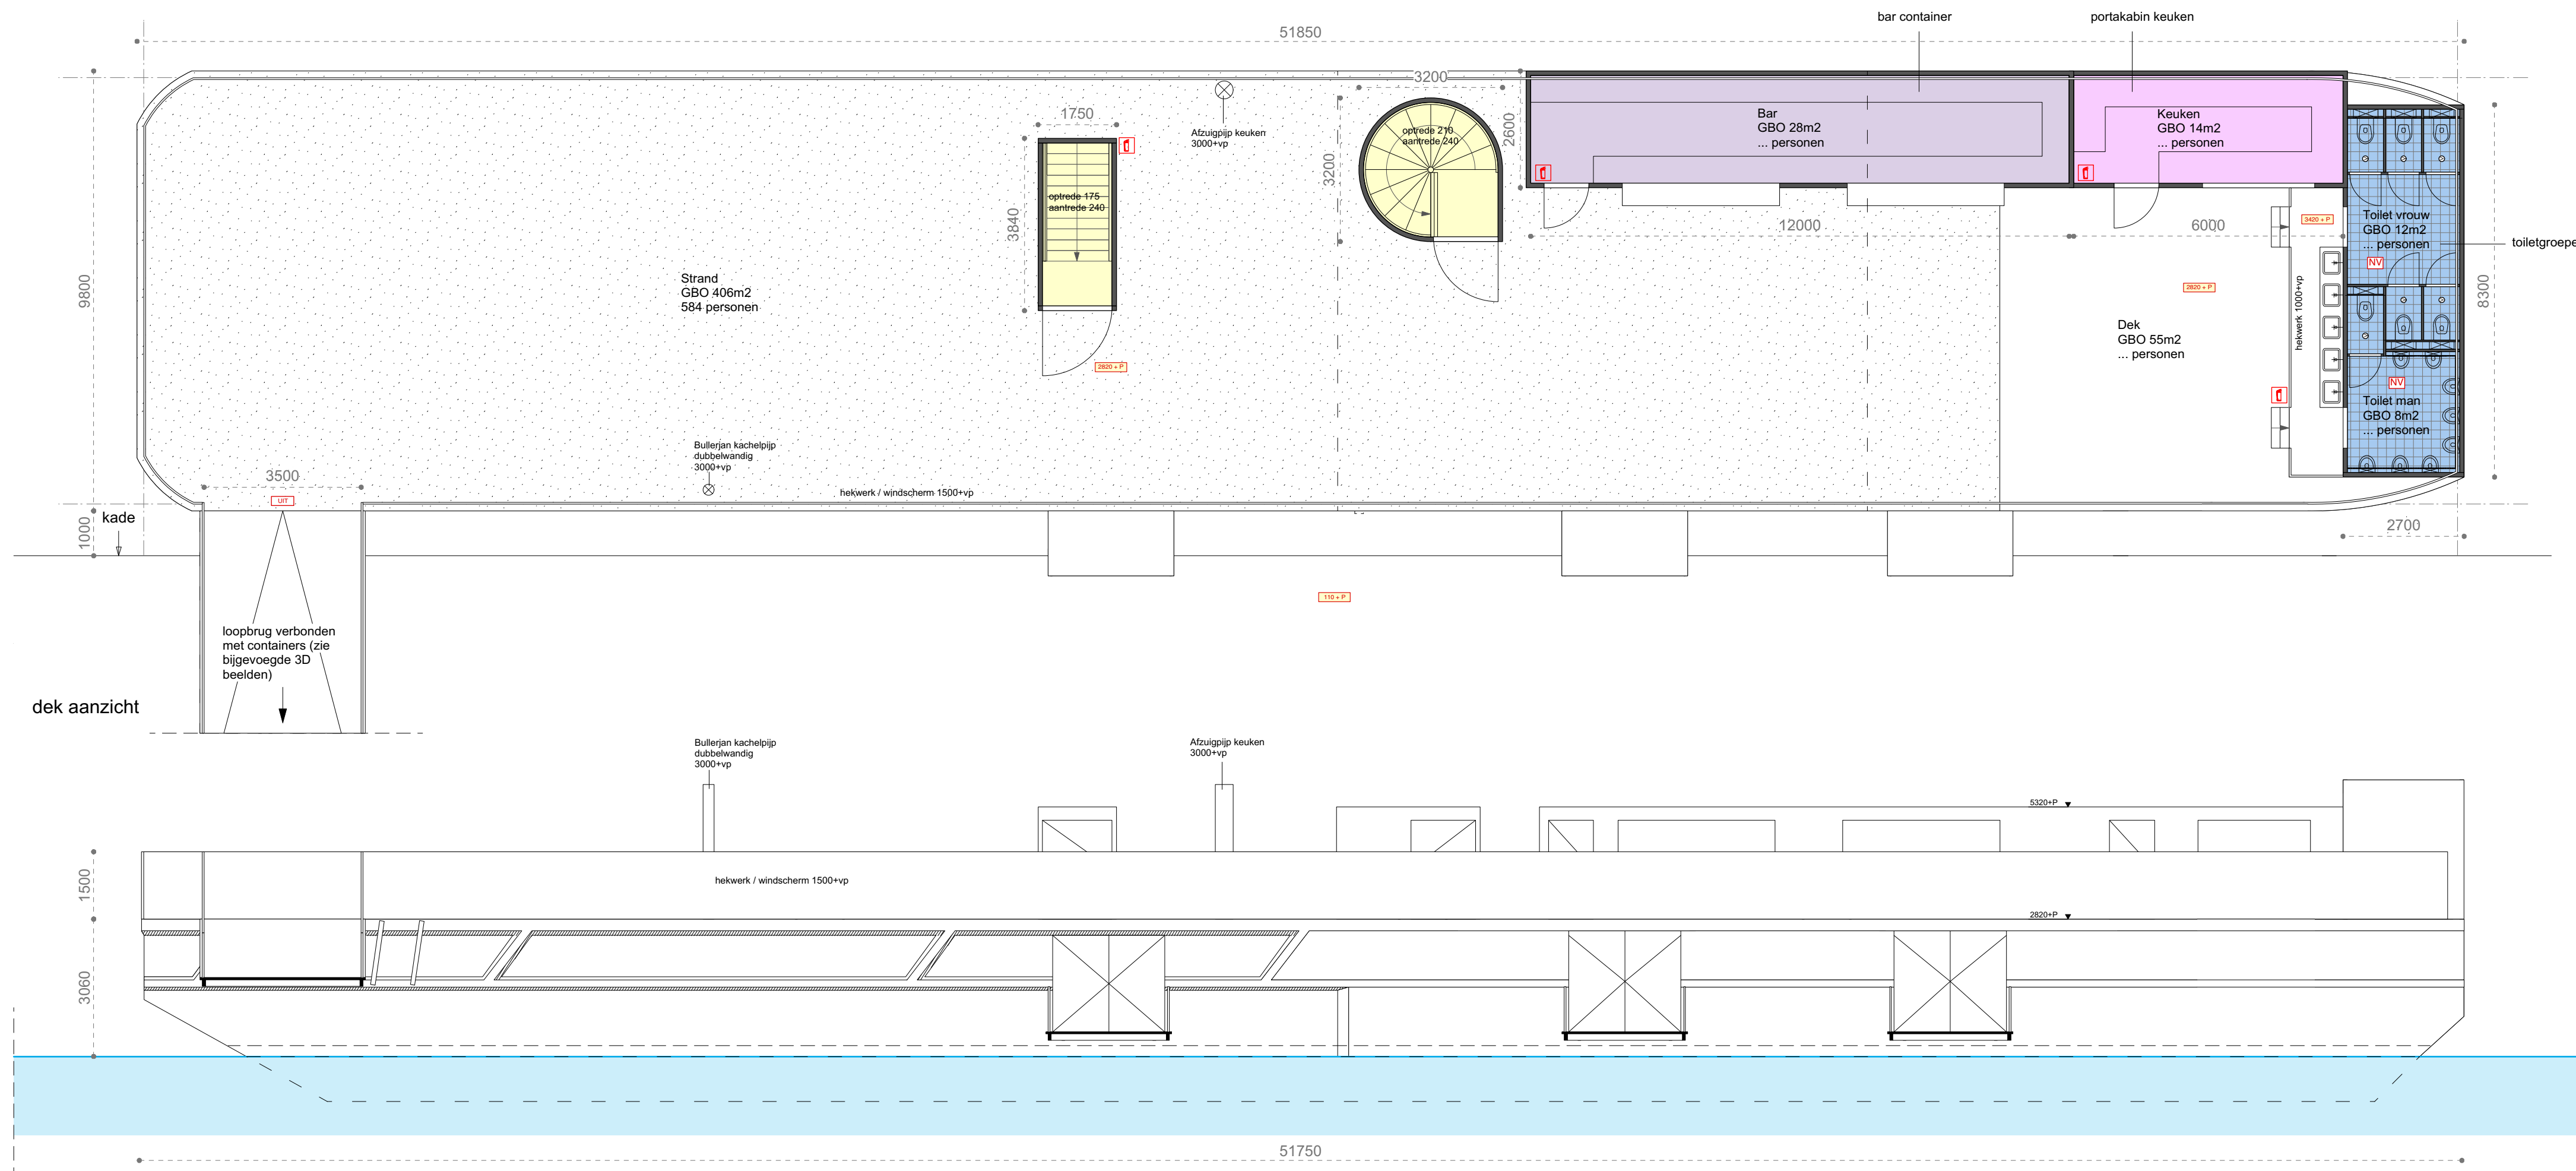 bar container
portakabin keuken
51850
3200
1750
Afzuigpijp keuken
3000+vp
optrede 210
aantrede 240
2600
Bar
GBO 28m2
... personen
Keuken
GBO 14m2
... personen
3200
optrede 175
aantrede 240
3840
12000
6000
3420 + P
Toilet vrouw
GBO 12m2
... personen
toiletgroepe
NV
9800
Strand
GBO 406m2
584 personen
2820 + P
hekwerk 1000+vp
8300
Dek
GBO 55m2
... personen
2820 + P
NV
Toilet man
GBO 8m2
... personen
Bullerjan kachelpijp
dubbelwandig
3000+vp
3500
UIT
hekwerk / windscherm 1500+vp
kade
1000
2700
110 + P
loopbrug verbonden
met containers (zie
bijgevoegde 3D
beelden)
dek aanzicht
Bullerjan kachelpijp
dubbelwandig
3000+vp
Afzuigpijp keuken
3000+vp
5320+P
1500
hekwerk / windscherm 1500+vp
2820+P
3060
51750